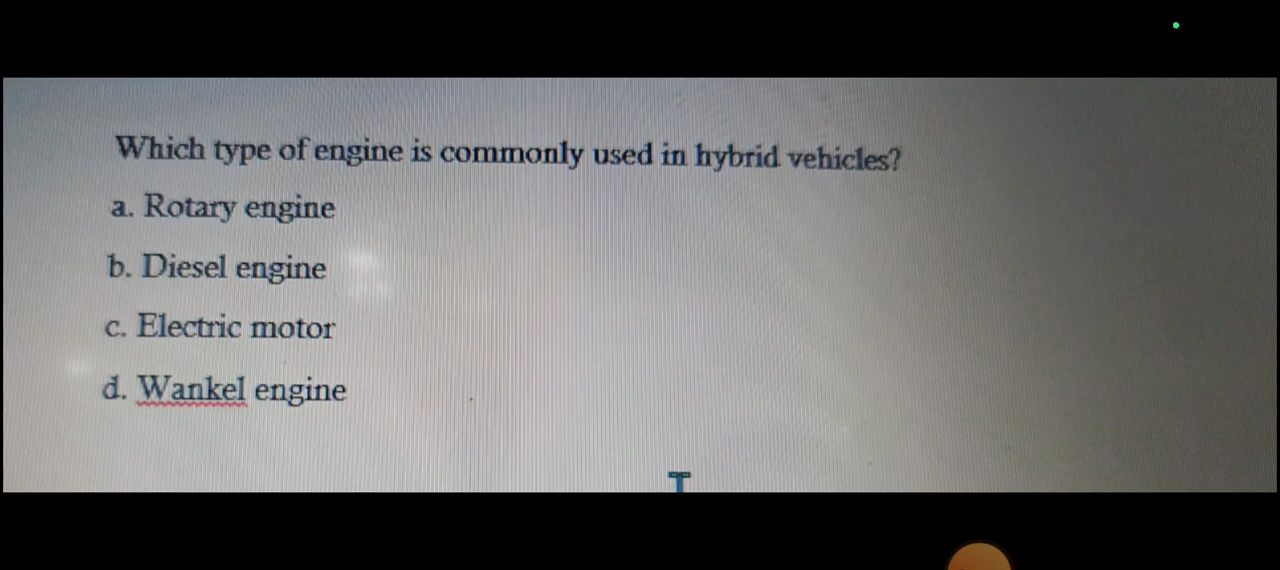 Which type of engine is commonly used in hybrid vehicles?
a. Rotary engine
b. Diesel engine
c. Electric motor
d. Wankel engine